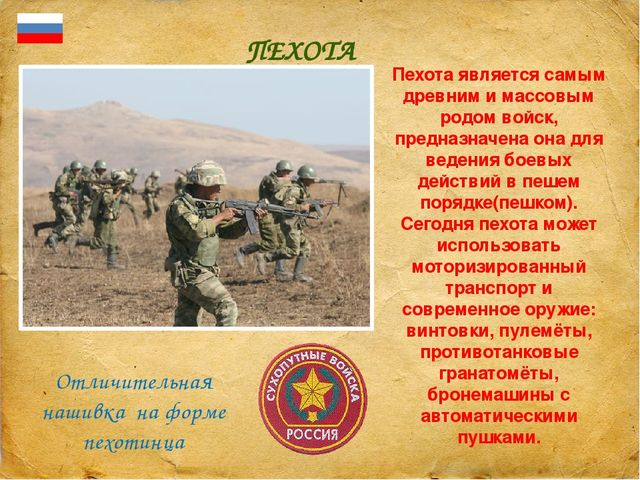 ПЕХОТА
Пехота является самым
древним и массовым
родом войск,
предназначена она для
ведения боевых
действий в пешем
порядке(пешком).
Сегодня пехота может
использовать
моторизированный
транспорт и
современное оружие:
винтовки, пулемёты,
противотанковые
гранатомёты,
бронемашины с
автоматическими
пушками.
Отличительная
нашивка на форме
пехотинца
СУХОПУТНЫЕ ВОЙСКА
РОССИЯ